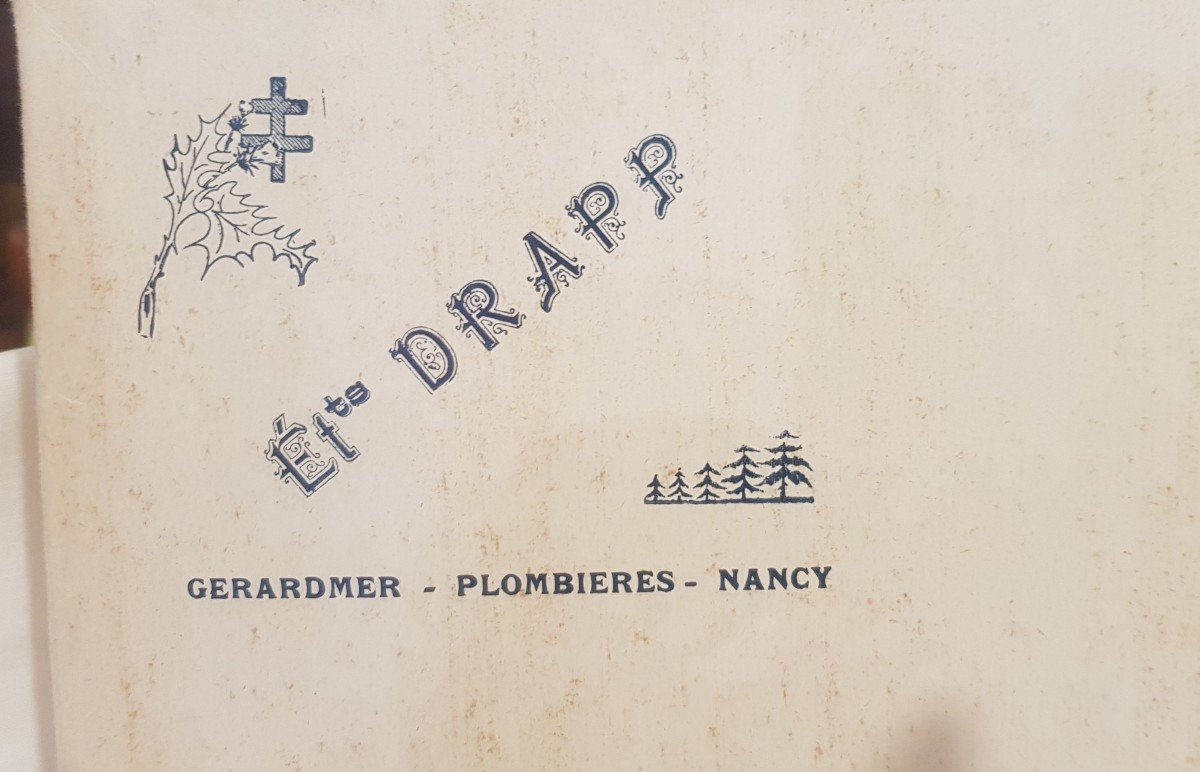 Éts DRAPP
GERARDMER - PLOMBIERES - NANCY